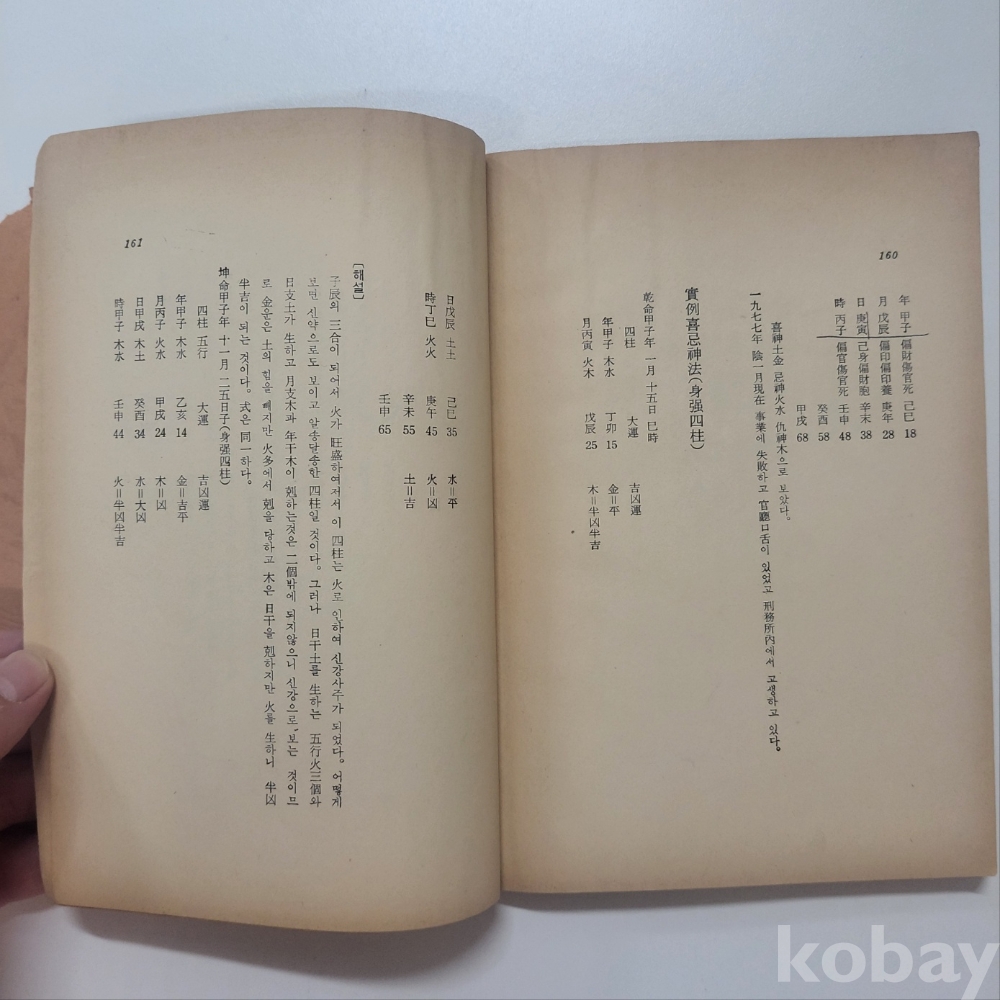 160
年 甲子 偏財傷官死 己巳 18
月 戊辰 偏印偏印養 庚年 28
日 庚寅 己身偏財胞 辛末 38
時 丙子 偏官傷官死 壬申 48
癸酉 58
甲戌 68
喜神土金 忌神火水 仇神木으로 보았다.
一九七七年 陰一月現在 事業에 失敗하고 官廳口舌이 있었고 刑務所內에서 고생하고 있다.
實例喜忌神法(身强四柱)
乾命甲子年 一月 十五日 巳時
四柱 大運 吉凶運
年甲子 木水 丁卯 15 金=平
月丙寅 火木 戊辰 25 木=半凶半吉
161
日戊辰 土土 己巳 35 水=平
時丁巳 火火 庚午 45 火=凶
辛未 55 土=吉
壬申 65
〔해설〕
子辰의 三合이 되어서 火가 旺盛하여져서 이 四柱는 火로 인하여 신강사주가 되었다. 어떻게
보면 신약으로도 보이고 알송달송한 四柱일 것이다. 그러나 日干土를 生하는 五行火三個와
日支土가 生하고 月支木과 年干木이 剋하는것은 二個밖에 되지않으니 신강으로 보는 것이므
로 金운은 土의 힘을 빼지만 火多에서 剋을 당하고 木은 日干을 剋하지만 火를 生하니 半凶
半吉이 되는 것이다. 式은 同一하다.
坤命甲子年 十一月 二五日子(身强四柱)
四柱 五行 大運 吉凶運
年甲子 木水 乙亥 14 金=吉平
月丙子 火水 甲戌 24 木=凶
日甲戌 木土 癸酉 34 水=大凶
時甲子 木水 壬申 44 火=半凶半吉
kobay